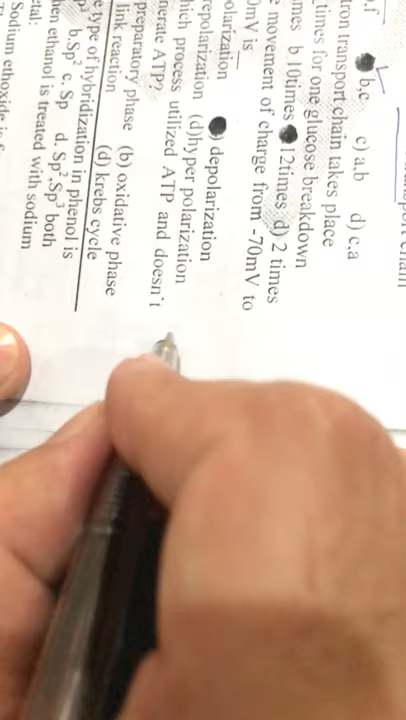 b,c c) a,b d) c,a
tron transport chain takes place
times for one glucose breakdown
mes b 10times 12times d) 2 times
movement of charge from -70mV to
0mV is
olarization ) depolarization
repolarization (d)hyper polarization
hich process utilized ATP and doesn`t
nerate ATP?
preparatory phase (b) oxidative phase
link reaction (d) krebs cycle
e type of hybridization in phenol is
b.Sp² c. Sp d. Sp²,Sp³ both
hen ethanol is treated with sodium
etal:
Sodium ethoxide is